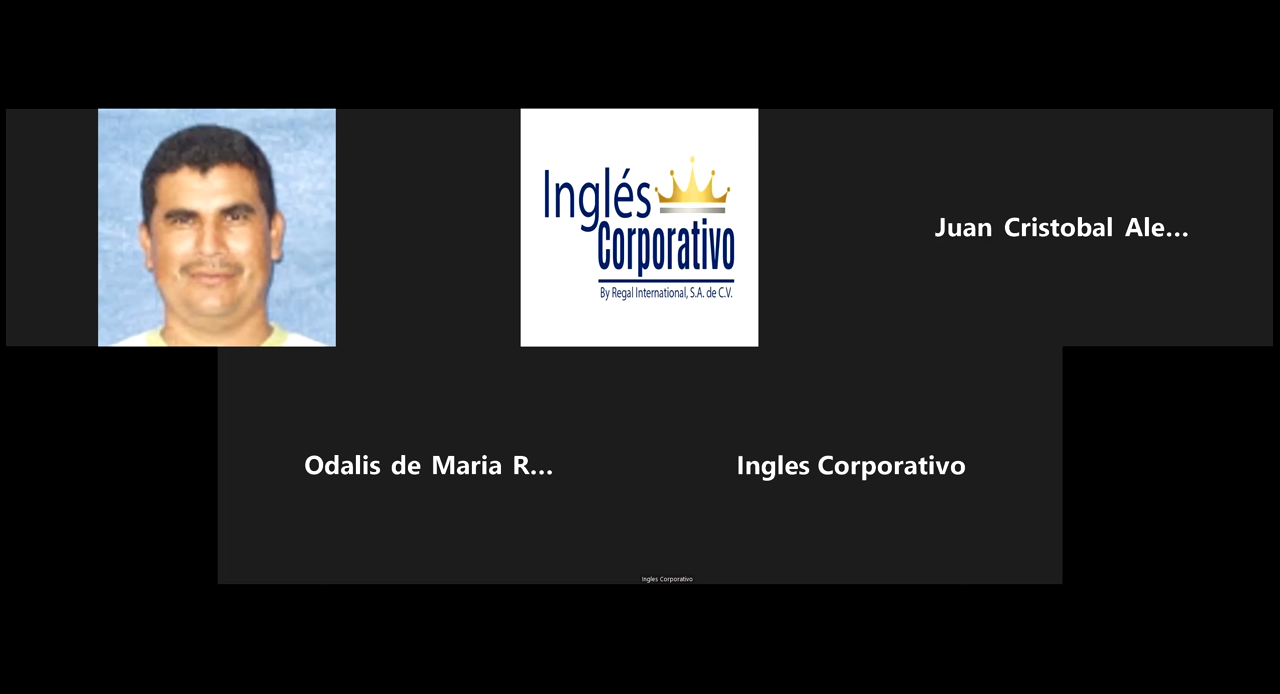 Inglés
Corporativo
By Regal International, S.A. de C.V.
Juan Cristobal Ale...
Odalis de Maria R...
Ingles Corporativo
Ingles Corporativo